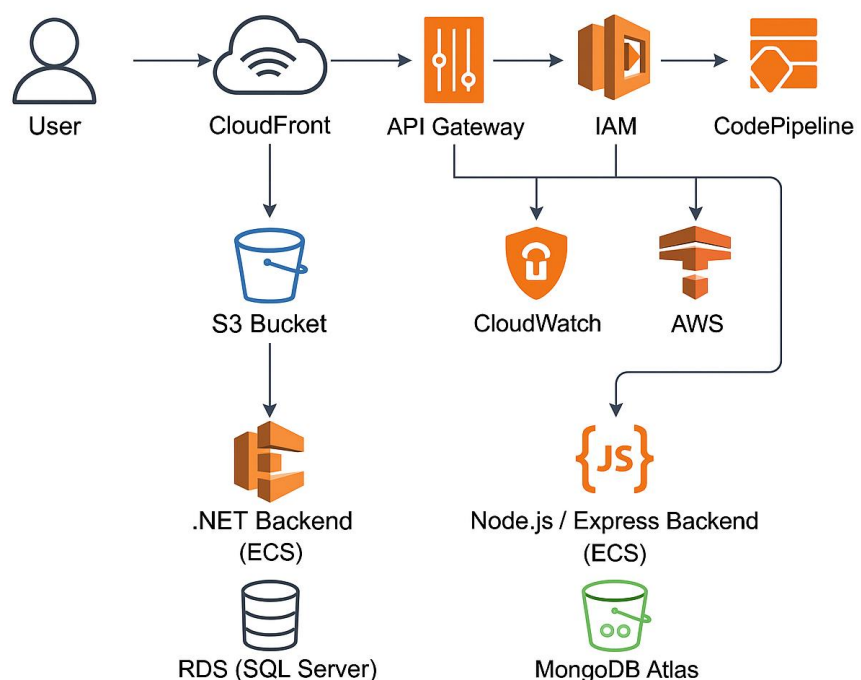 User
CloudFront
API Gateway
IAM
CodePipeline
S3 Bucket
CloudWatch
AWS
.NET Backend
(ECS)
{JS}
Node.js / Express Backend
(ECS)
RDS (SQL Server)
MongoDB Atlas